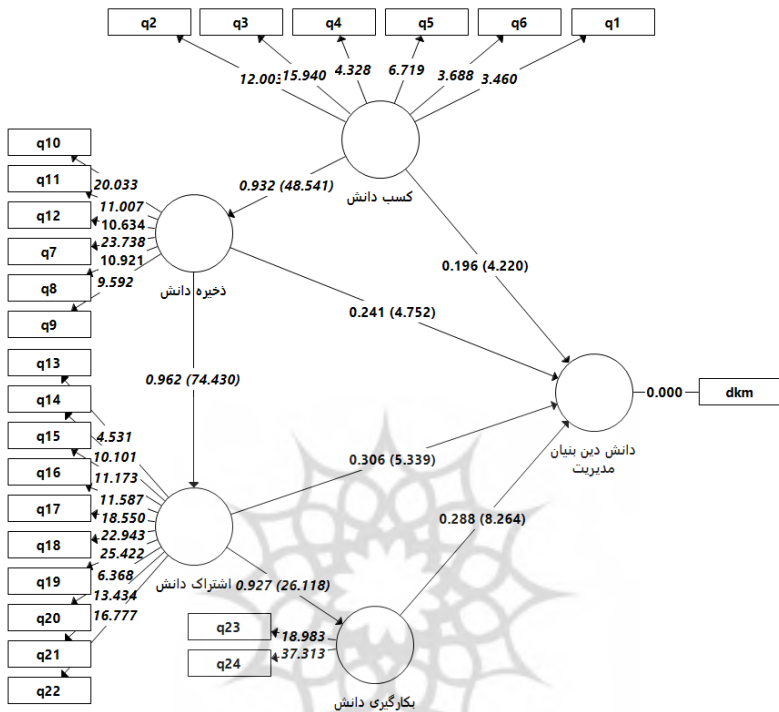 q2
q3
q4
q5
q6
q1
12.003
15.940
4.328
6.719
3.688
3.460
کسب دانش
q10
q11
q12
q7
q8
q9
20.033
11.007
10.634
23.738
10.921
9.592
ذخیره دانش
0.932 (48.541)
0.196 (4.220)
0.241 (4.752)
0.962 (74.430)
q13
q14
q15
q16
q17
q18
q19
q20
q21
q22
4.531
10.101
11.173
11.587
18.550
22.943
25.422
6.368
13.434
16.777
اشتراک دانش
0.306 (5.339)
0.288 (8.264)
0.927 (26.118)
0.000
dkm
دانش دین بنیان
مدیریت
q23
q24
18.983
37.313
بکارگیری دانش